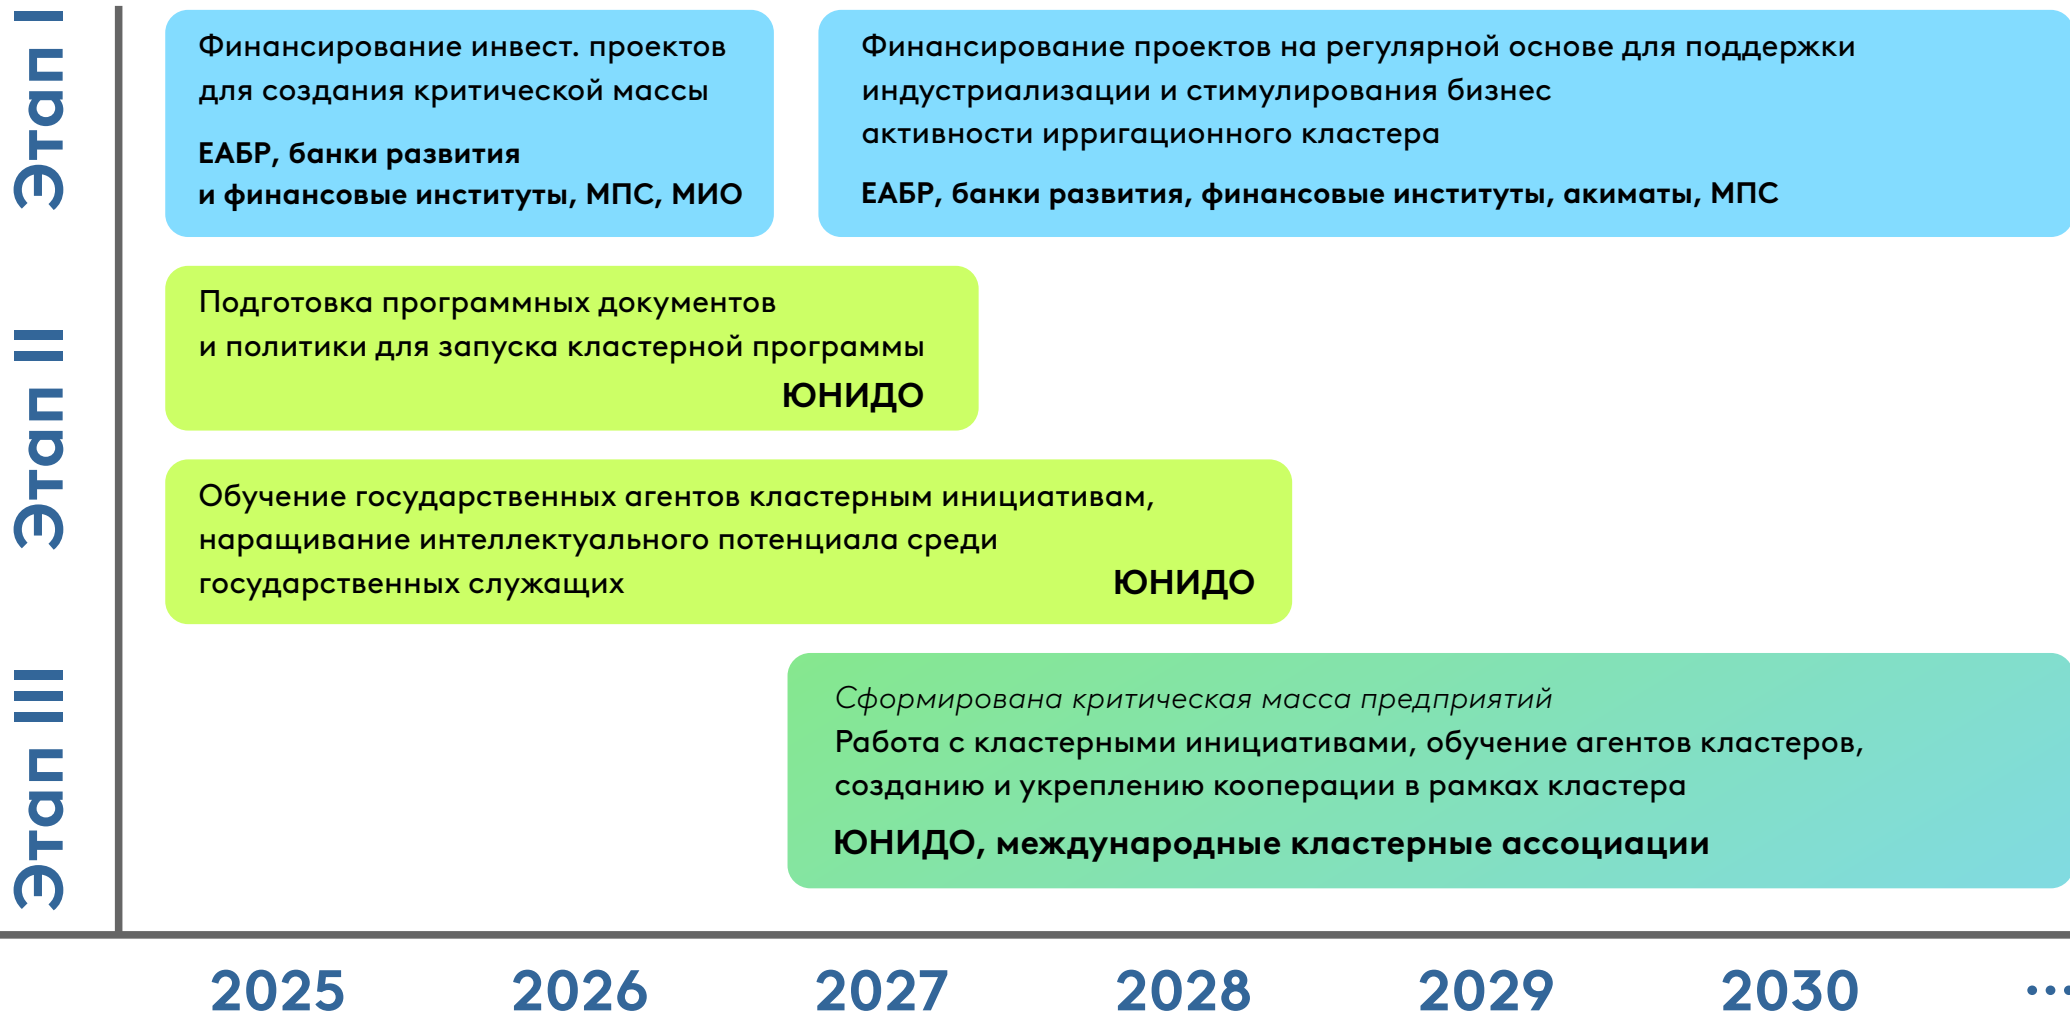 Этап I
Финансирование инвест. проектов
для создания критической массы
ЕАБР, банки развития
и финансовые институты, МПС, МИО
Финансирование проектов на регулярной основе для поддержки
индустриализации и стимулирования бизнес
активности ирригационного кластера
ЕАБР, банки развития, финансовые институты, акиматы, МПС
Этап II
Подготовка программных документов
и политики для запуска кластерной программы
ЮНИДО
Обучение государственных агентов кластерным инициативам,
наращивание интеллектуального потенциала среди
государственных служащих
ЮНИДО
Этап III
Сформирована критическая масса предприятий
Работа с кластерными инициативами, обучение агентов кластеров,
созданию и укреплению кооперации в рамках кластера
ЮНИДО, международные кластерные ассоциации
2025 2026 2027 2028 2029 2030 ...